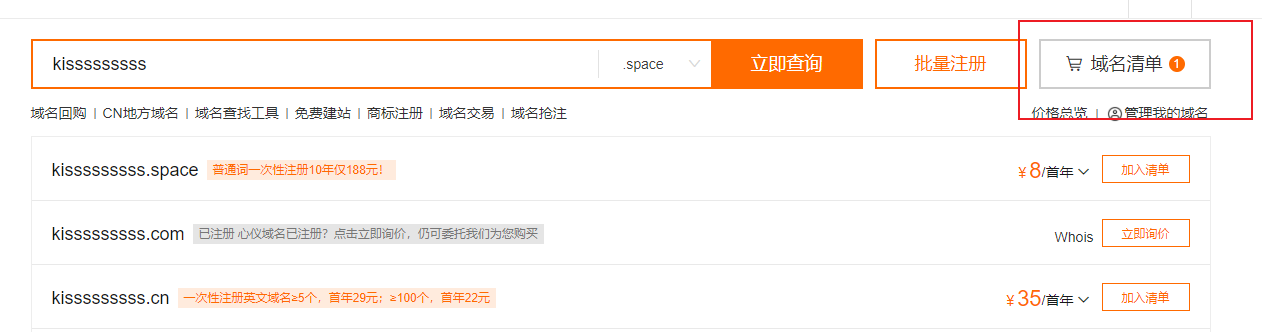 kisssssssss .space 立即查询 批量注册 域名清单 1
域名回购 | CN地方域名 | 域名查找工具 | 免费建站 | 商标注册 | 域名交易 | 域名抢注 价格总览 | 管理我的域名
kisssssssss.space 普通词一次性注册10年仅188元! ¥8/首年 加入清单
kisssssssss.com 已注册 心仪域名已注册？点击立即询价，仍可委托我们为您购买 Whois 立即询价
kisssssssss.cn 一次性注册英文域名≥5个，首年29元；≥100个，首年22元 ¥35/首年 加入清单